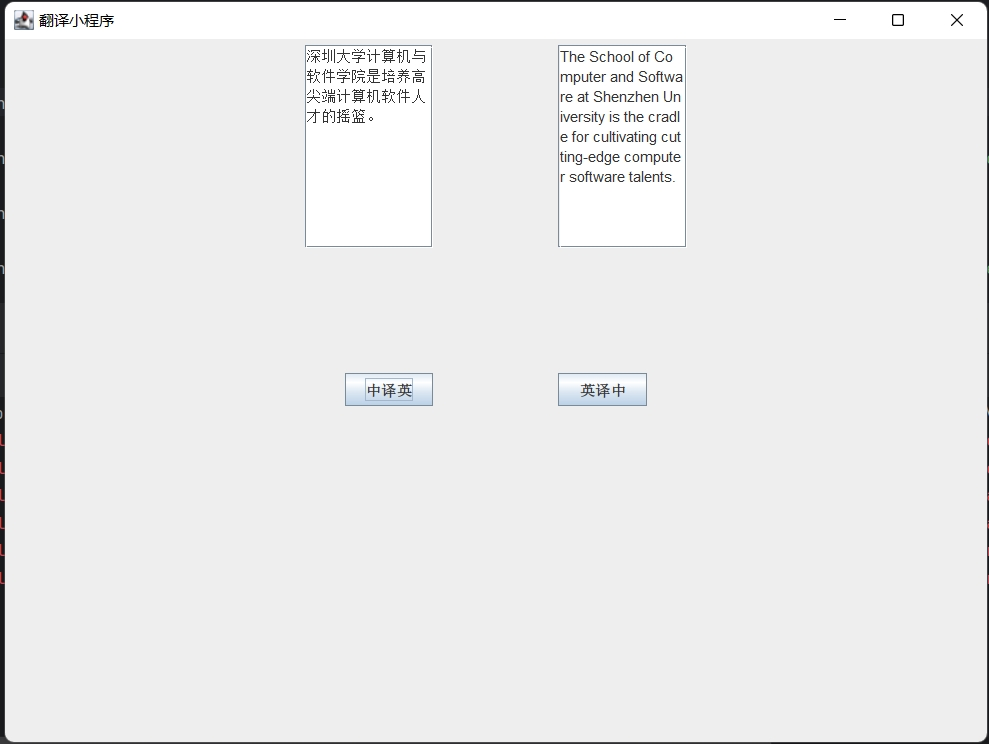 翻译小程序
深圳大学计算机与
软件学院是培养高
尖端计算机软件人
才的摇篮。
The School of Co
mputer and Softwa
re at Shenzhen Un
iversity is the cradl
e for cultivating cut
ting-edge compute
r software talents.
中译英
英译中